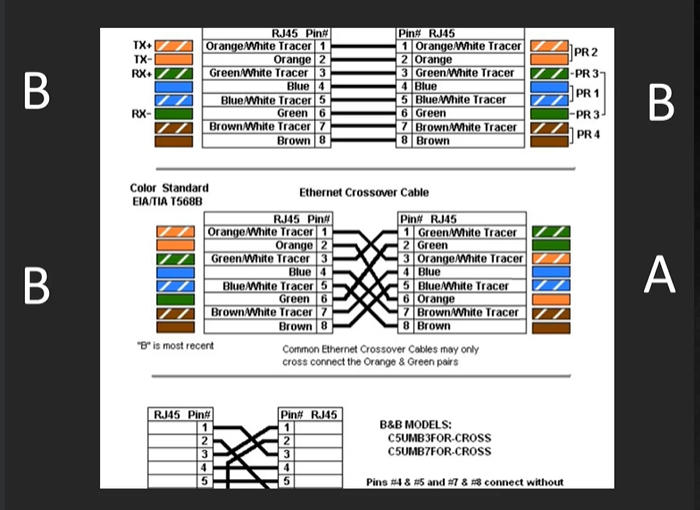 RJ45 Pin# Pin# RJ45
TX+ Orange/White Tracer 1 1 Orange/White Tracer
TX- Orange 2 2 Orange PR 2
RX+ Green/White Tracer 3 3 Green/White Tracer PR 3
Blue 4 4 Blue
Blue/White Tracer 5 5 Blue/White Tracer PR 1
RX- Green 6 6 Green PR 3
Brown/White Tracer 7 7 Brown/White Tracer
Brown 8 8 Brown PR 4
B B
Color Standard
EIA/TIA T568B
Ethernet Crossover Cable
RJ45 Pin# Pin# RJ45
Orange/White Tracer 1 1 Green/White Tracer
Orange 2 2 Green
Green/White Tracer 3 3 Orange/White Tracer
Blue 4 4 Blue
Blue/White Tracer 5 5 Blue/White Tracer
Green 6 6 Orange
Brown/White Tracer 7 7 Brown/White Tracer
Brown 8 8 Brown
B A
"B" is most recent
Common Ethernet Crossover Cables may only
cross connect the Orange & Green pairs
RJ45 Pin# Pin# RJ45
1 1
2 2
3 3
4 4
5 5
B&B MODELS:
C5UMB3FOR-CROSS
C5UMB7FOR-CROSS
Pins #4 & #5 and #7 & #8 connect without